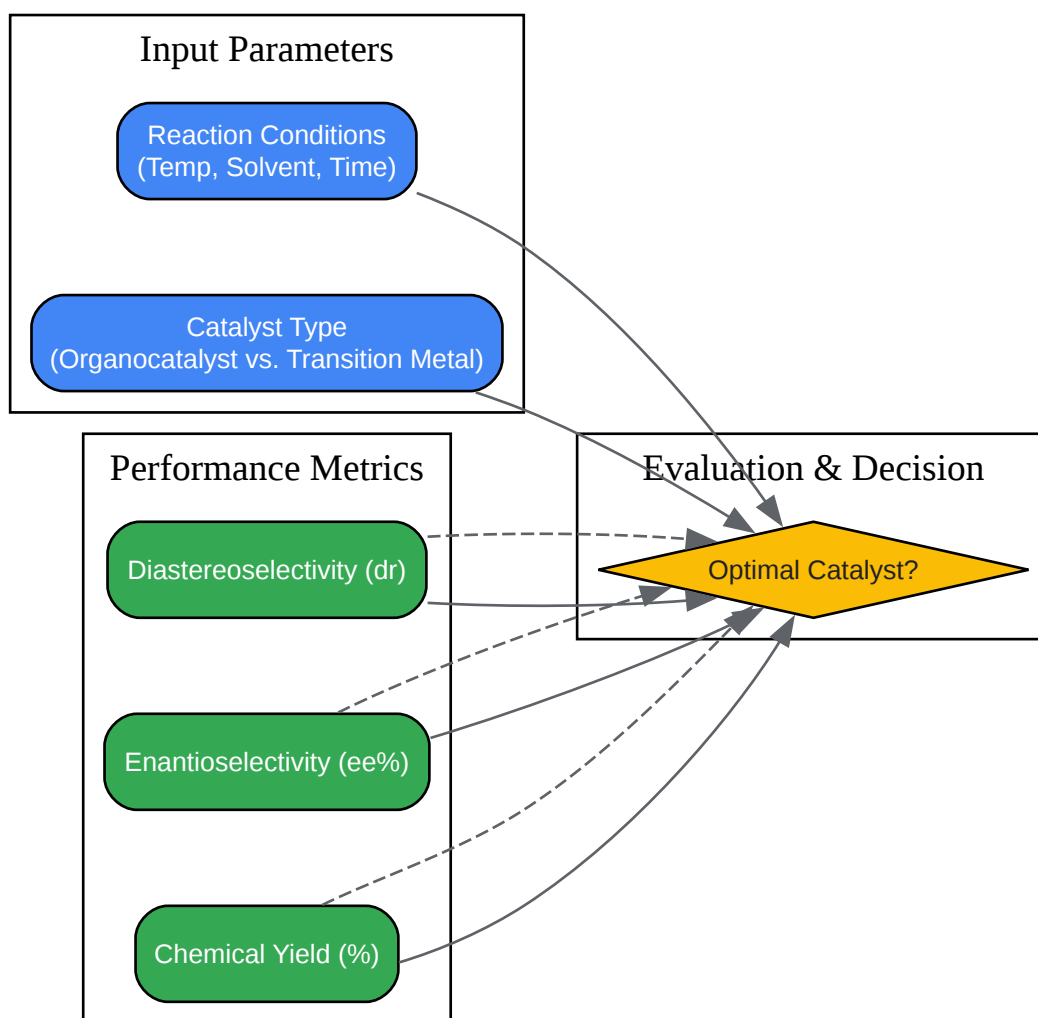 Input Parameters
Reaction Conditions
(Temp, Solvent, Time)
Catalyst Type
(Organocatalyst vs. Transition Metal)
Performance Metrics
Diastereoselectivity (dr)
Enantioselectivity (ee%)
Chemical Yield (%)
Evaluation & Decision
Optimal Catalyst?